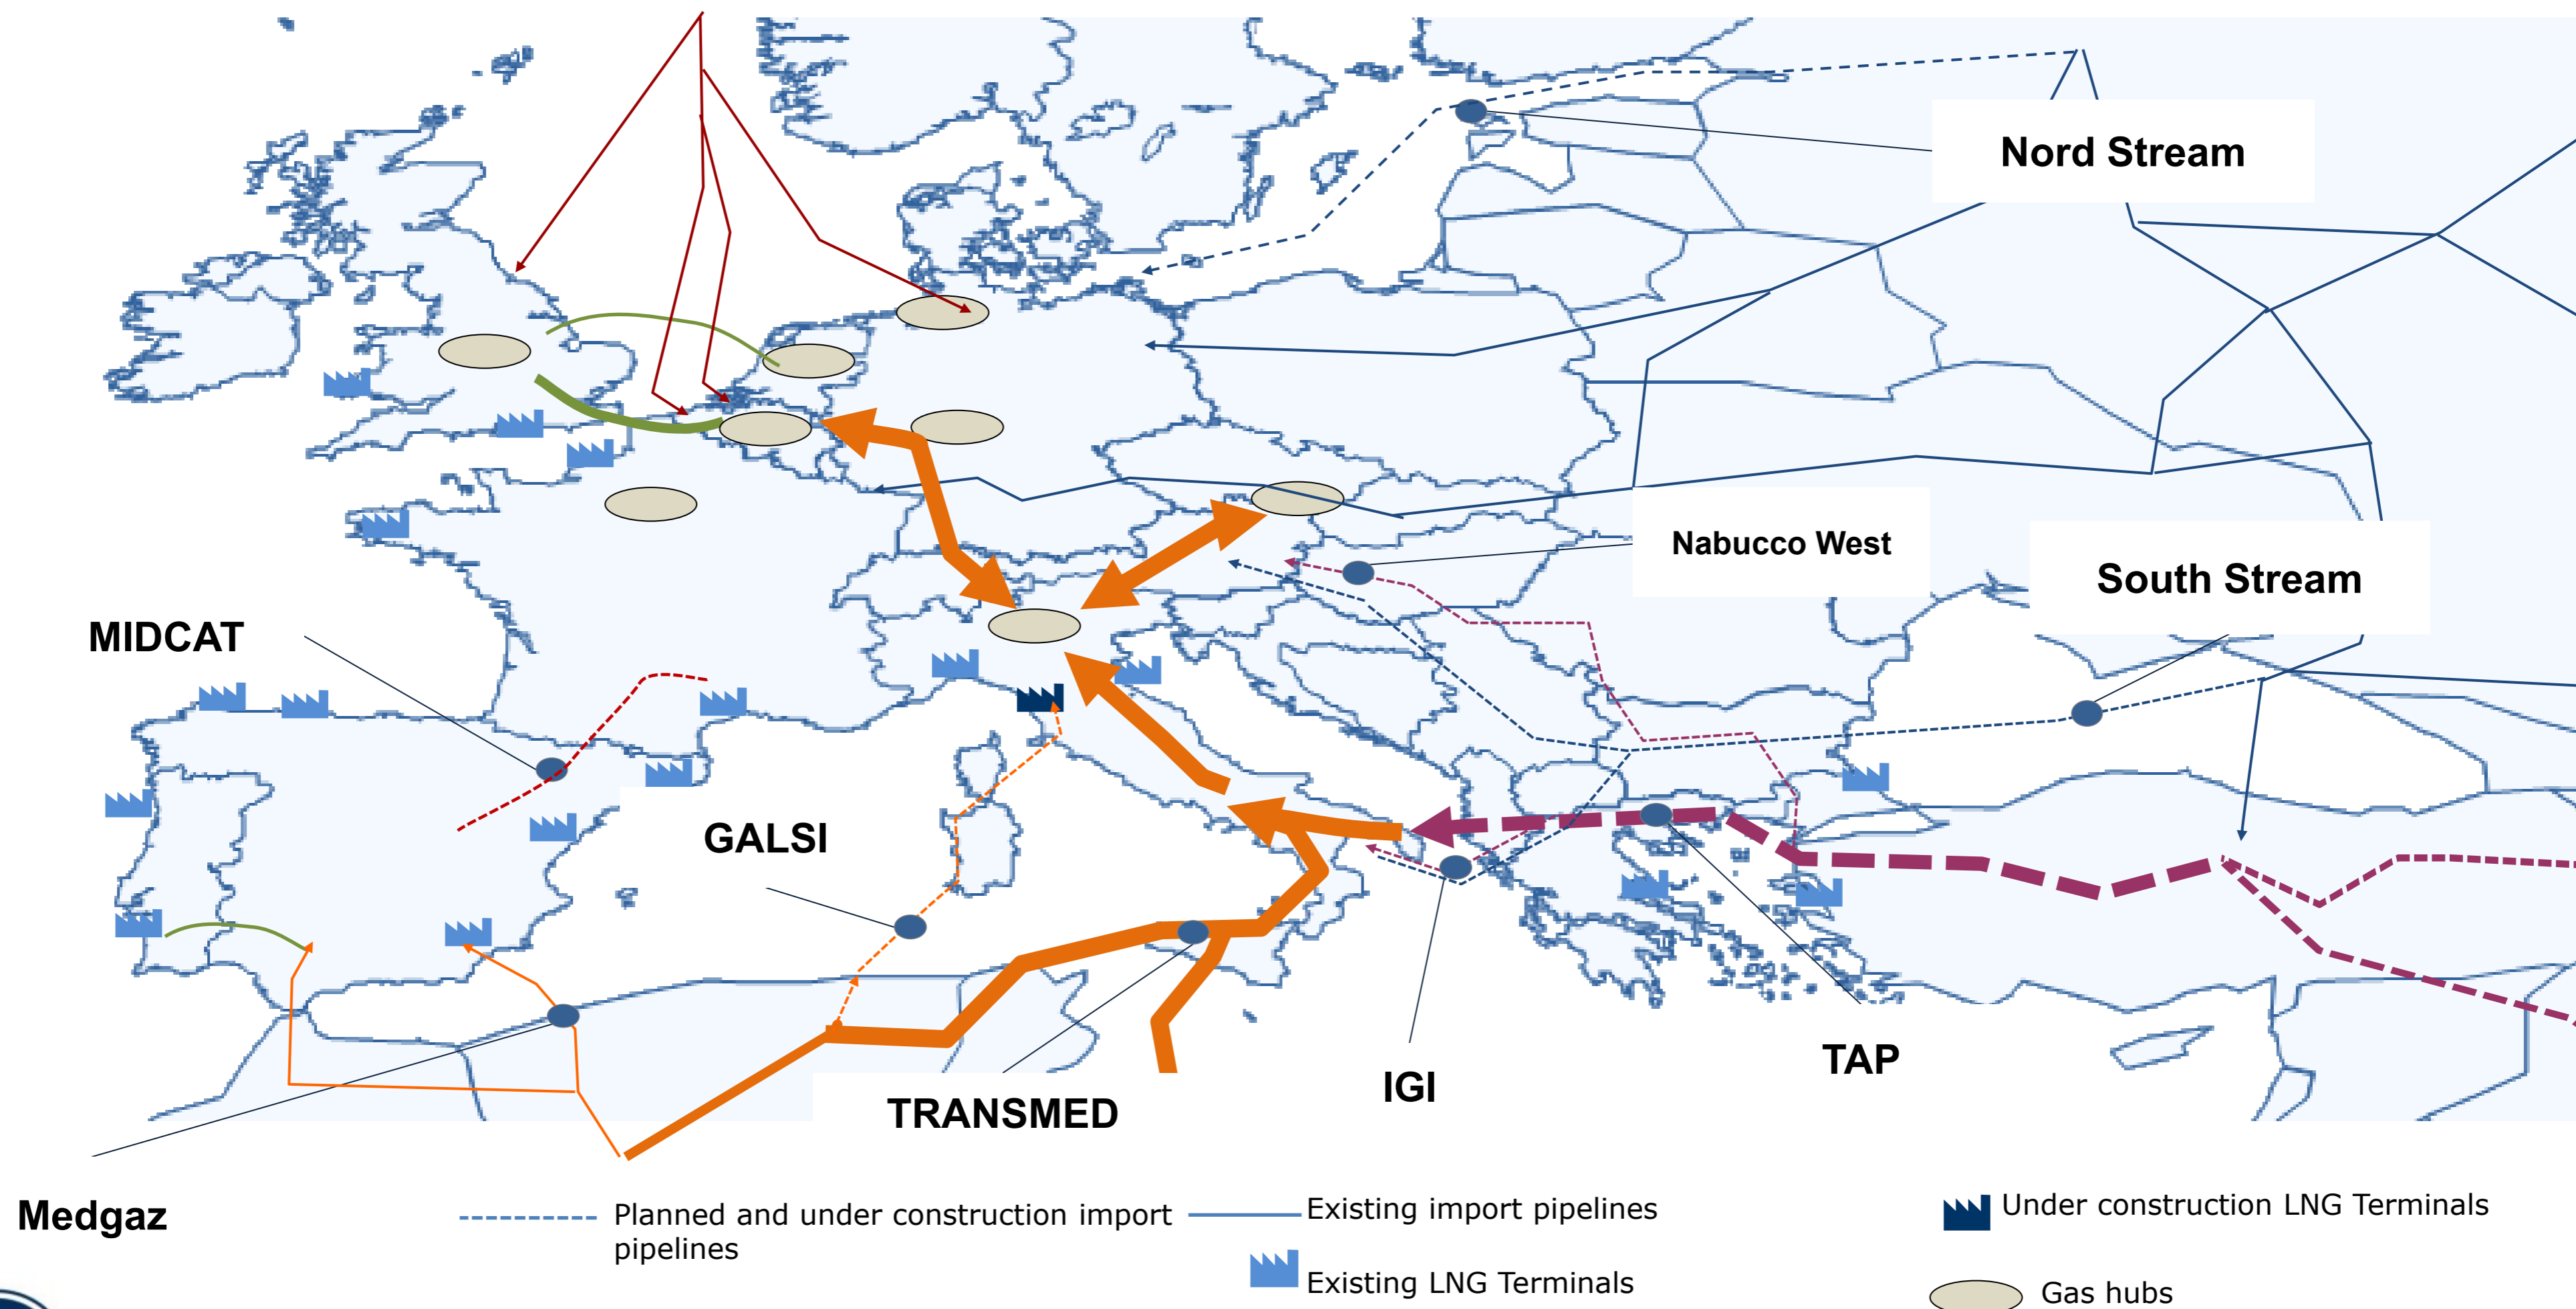 Nord Stream
Nabucco West
South Stream
MIDCAT
GALSI
TAP
IGI
TRANSMED
Medgaz
Planned and under construction import
pipelines
Existing import pipelines
Existing LNG Terminals
Under construction LNG Terminals
Gas hubs